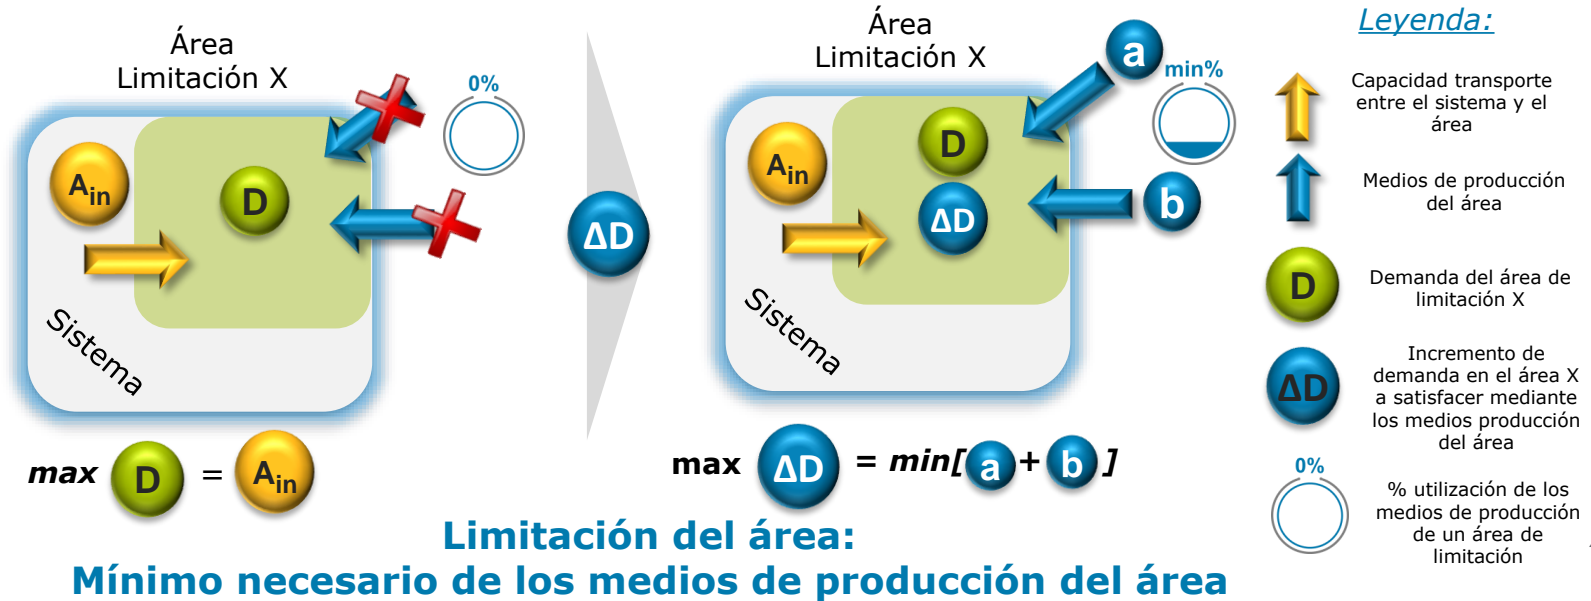 Área
Limitación X
0%
A_in
D
Sistema
max D = A_in
ΔD
Área
Limitación X
a
min%
D
A_in
ΔD
b
Sistema
max ΔD = min[a+b]
Limitación del área:
Mínimo necesario de los medios de producción del área
Leyenda:
Capacidad transporte
entre el sistema y el
área
Medios de producción
del área
D
Demanda del área de
limitación X
ΔD
Incremento de
demanda en el área X
a satisfacer mediante
los medios producción
del área
0%
% utilización de los
medios de producción
de un área de
limitación